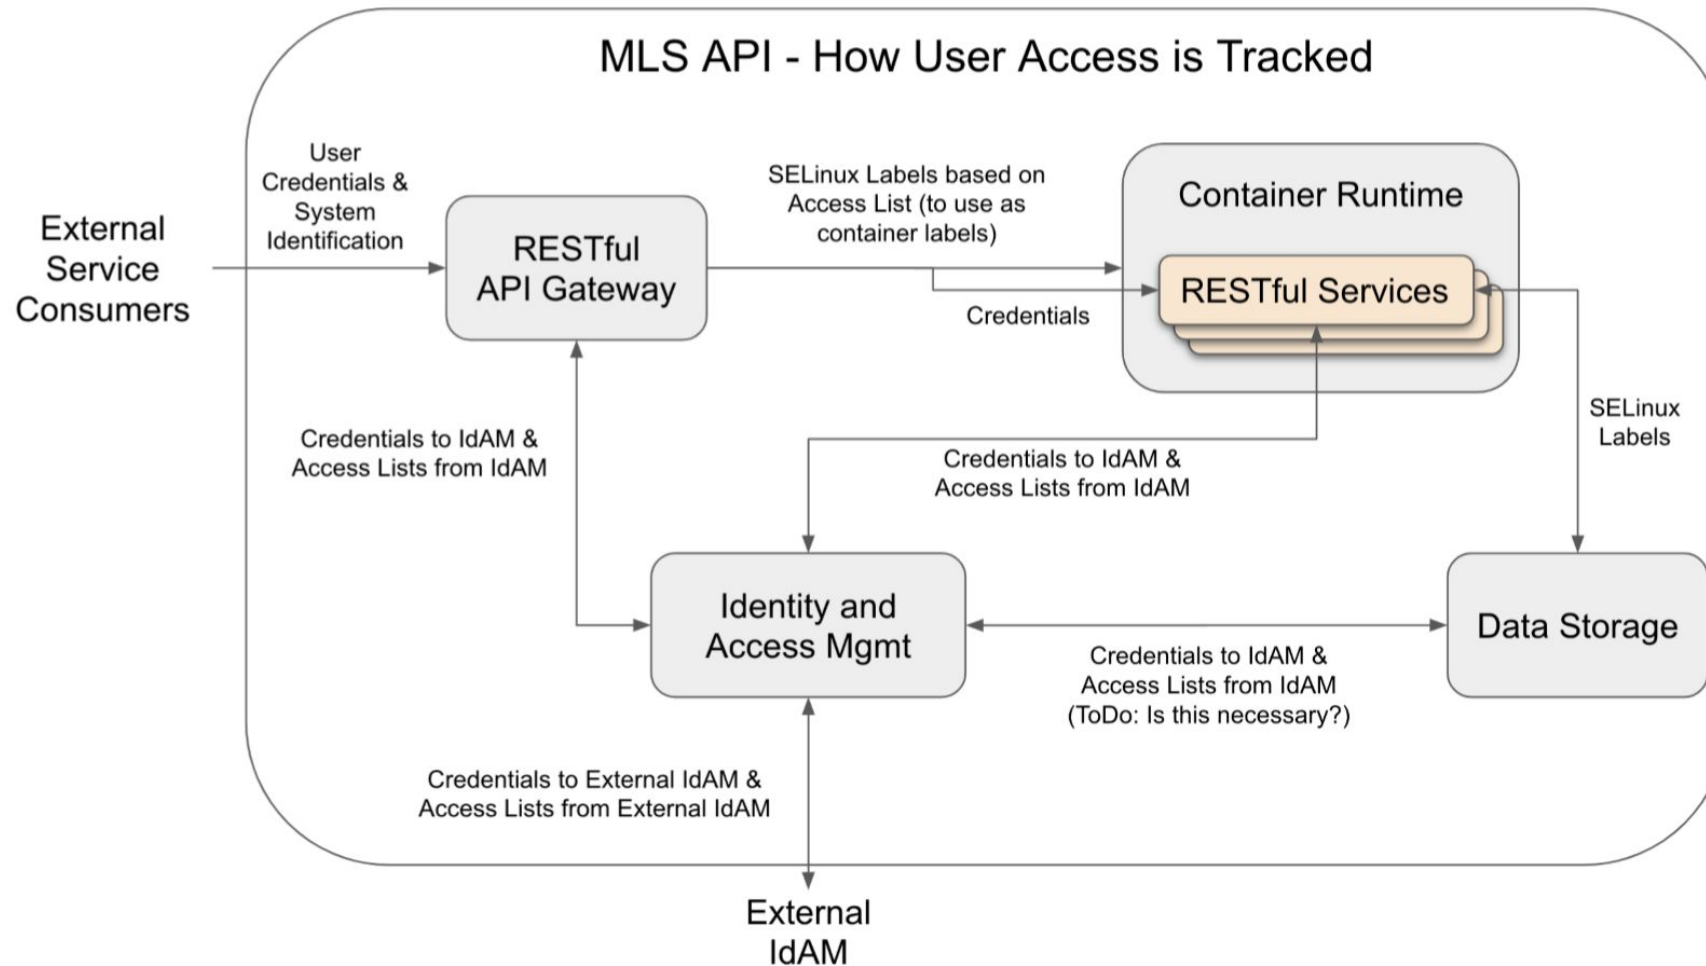 MLS API - How User Access is Tracked
User
Credentials &
System
Identification
External
Service
Consumers
RESTful
API Gateway
SELinux Labels based on
Access List (to use as
container labels)
Credentials
Container Runtime
RESTful Services
SELinux
Labels
Credentials to IdAM &
Access Lists from IdAM
Credentials to IdAM &
Access Lists from IdAM
Identity and
Access Mgmt
Credentials to IdAM &
Access Lists from IdAM
(ToDo: Is this necessary?)
Data Storage
Credentials to External IdAM &
Access Lists from External IdAM
External
IdAM